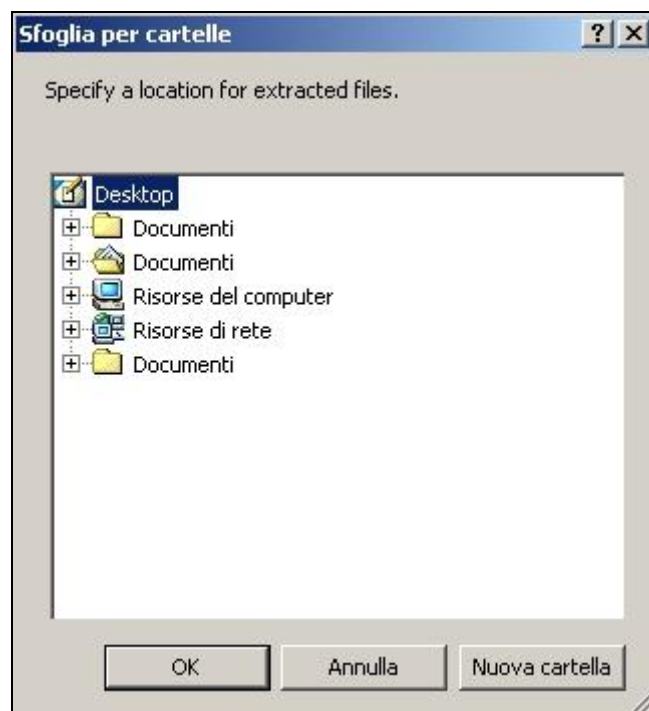 Sfoglia per cartelle
Specify a location for extracted files.
Desktop
Documenti
Documenti
Risorse del computer
Risorse di rete
Documenti
OK Annulla Nuova cartella